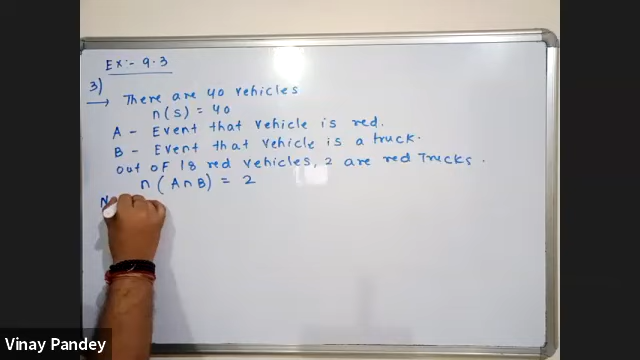 Ex:- 9.3
3)
→ There are 40 vehicles
n(s) = 40
A - Event that vehicle is red.
B - Event that vehicle is a truck.
out of 18 red vehicles, 2 are red Trucks.
n (A∩B) = 2
N
Vinay Pandey